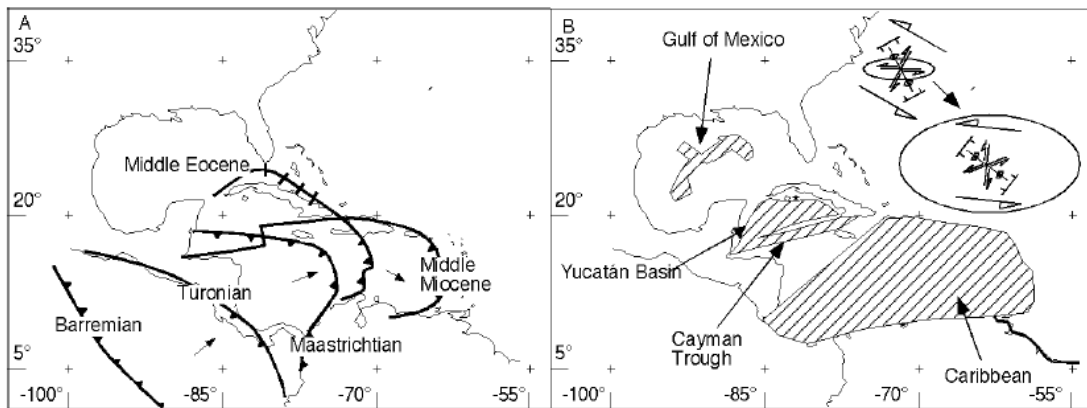 A
35°
Middle Eocene
20°
Turonian
Middle
Miocene
Barremian
Maastrichtian
5°
-100°
-85°
-70°
-55°
B
35°
Gulf of Mexico
20°
Yucatán Basin
Cayman
Trough
Caribbean
5°
-100°
-85°
-70°
-55°